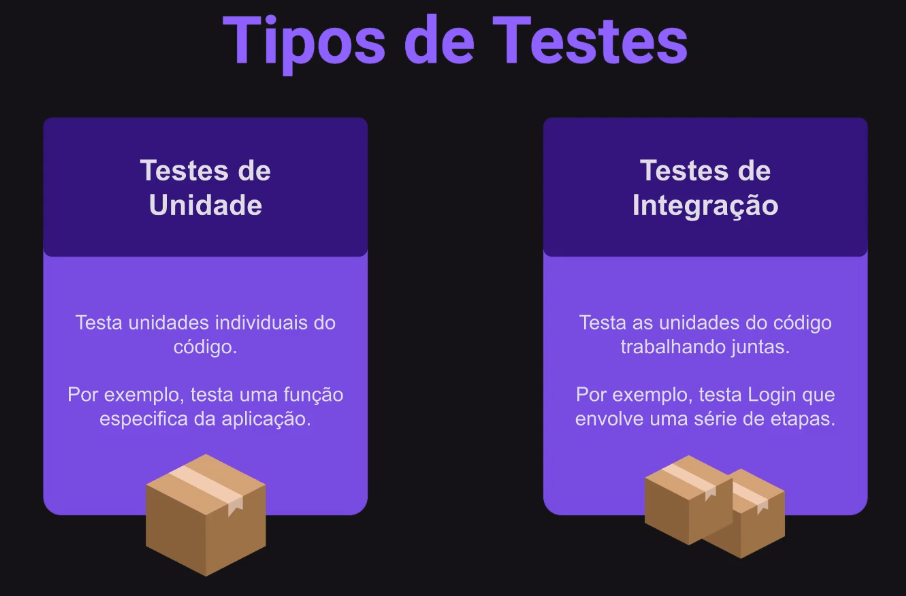 Tipos de Testes
Testes de
Unidade
Testa unidades individuais do
código.
Por exemplo, testa uma função
especifica da aplicação.
Testes de
Integração
Testa as unidades do código
trabalhando juntas.
Por exemplo, testa Login que
envolve uma série de etapas.